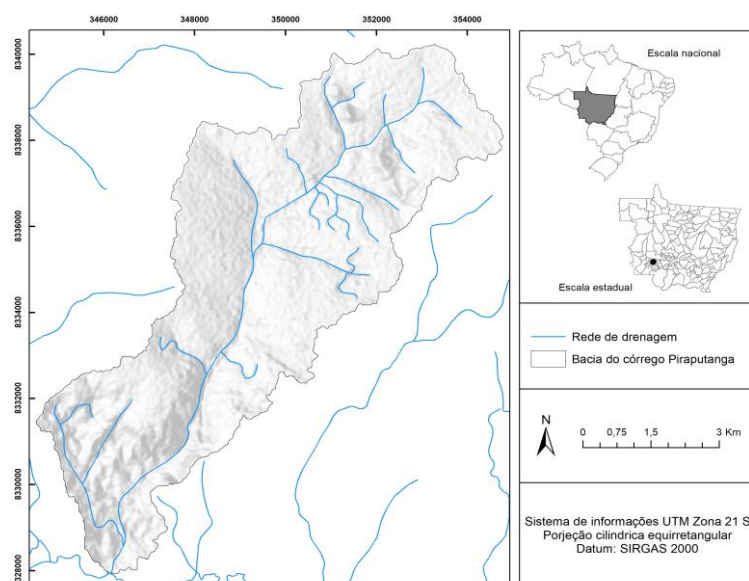 346000 348000 350000 352000 354000
8340000
8338000
8336000
8334000
8332000
8330000
8328000
Escala nacional
Escala estadual
Rede de drenagem
Bacia do córrego Piraputanga
N
0 0,75 1,5 3 Km
Sistema de informações UTM Zona 21 S
Porjeção cilindrica equirretangular
Datum: SIRGAS 2000